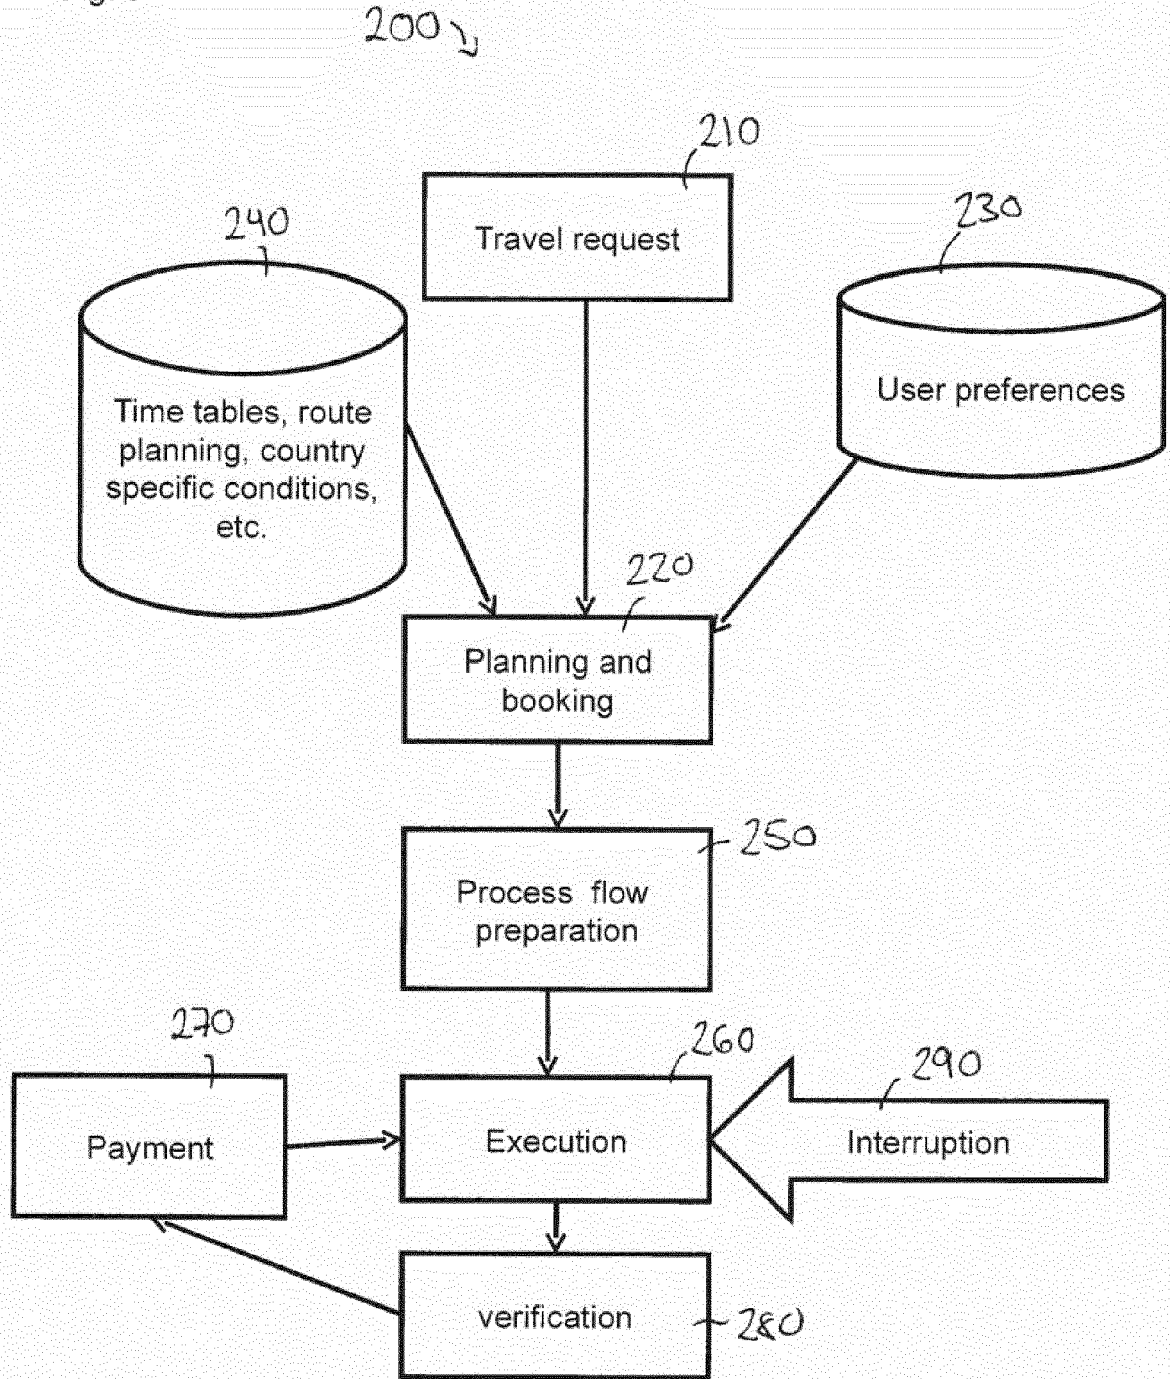 200
210
Travel request
240
230
Time tables, route
planning, country
specific conditions,
etc.
User preferences
220
Planning and
booking
250
Process flow
preparation
270
260
290
Payment
Execution
Interruption
verification
280